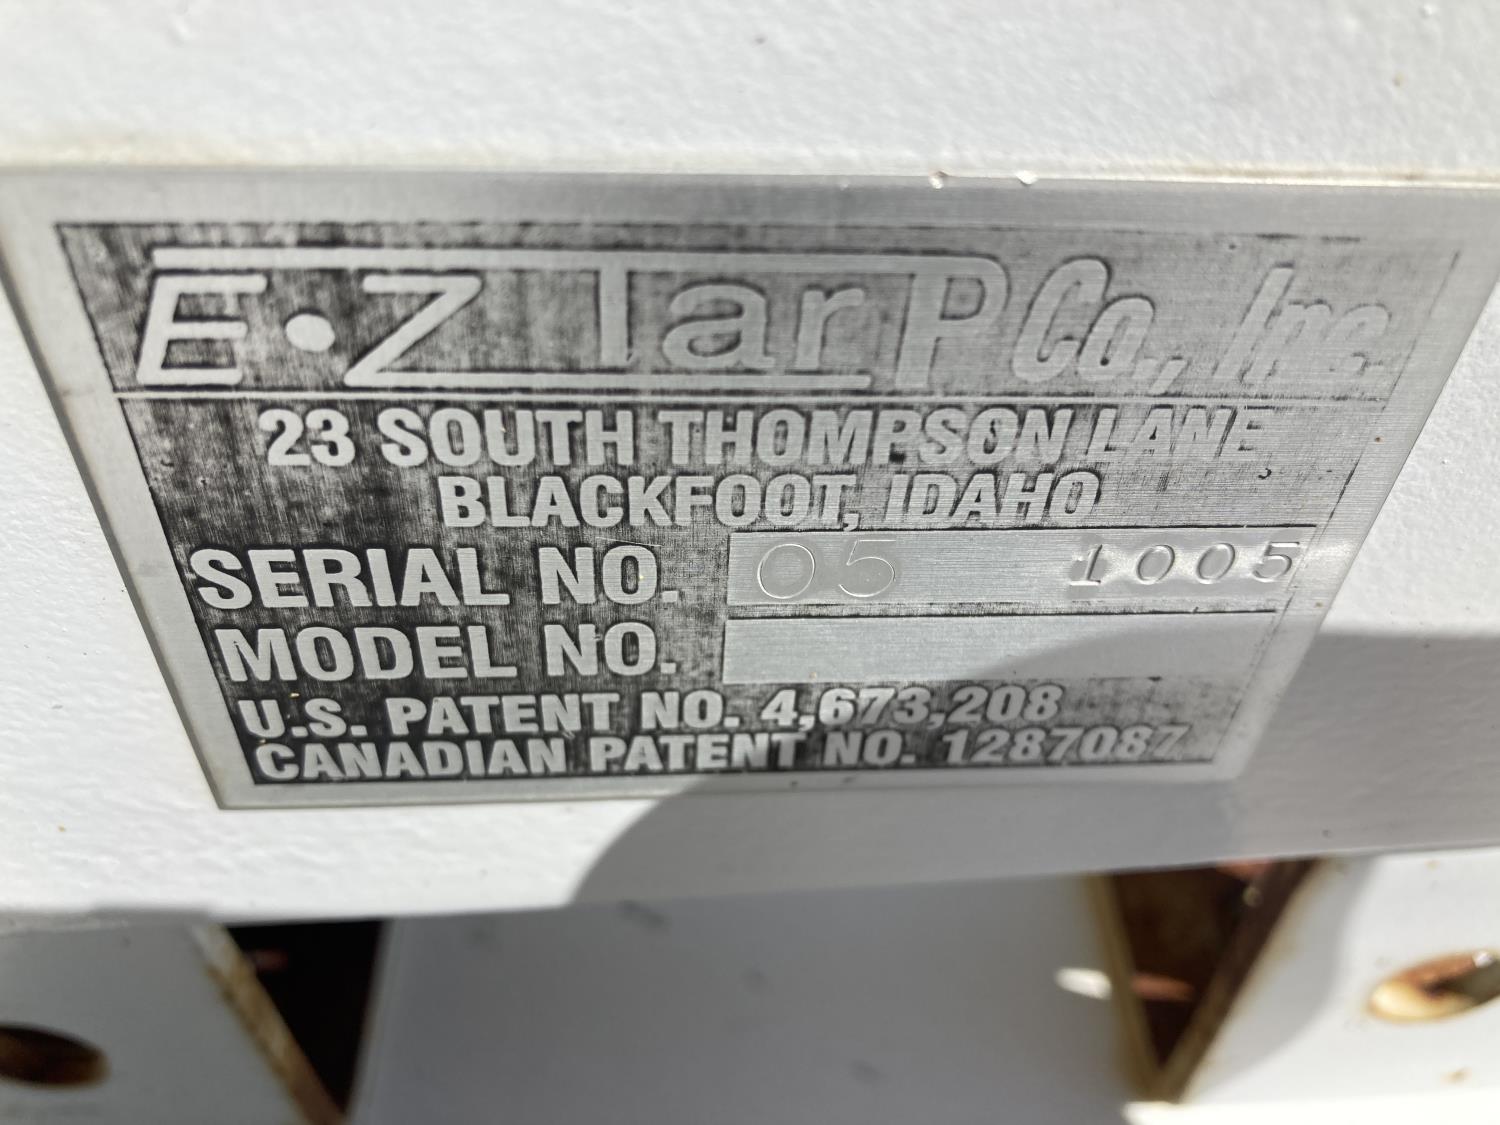 E•Z TarP Co., Inc.
23 SOUTH THOMPSON LANE
BLACKFOOT, IDAHO
SERIAL NO. 05 1005
MODEL NO.
U.S. PATENT NO. 4,673,208
CANADIAN PATENT NO. 1287087